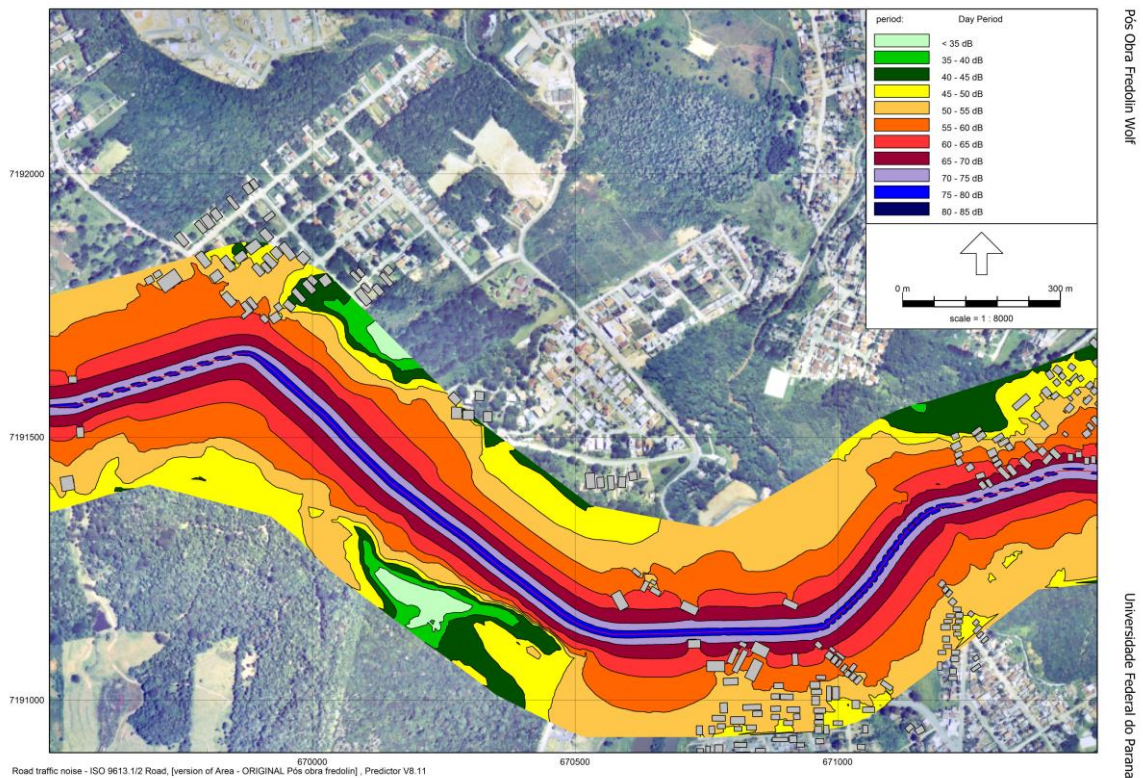 period: Day Period
< 35 dB
35 - 40 dB
40 - 45 dB
45 - 50 dB
50 - 55 dB
55 - 60 dB
60 - 65 dB
65 - 70 dB
70 - 75 dB
75 - 80 dB
80 - 85 dB
0 m 300 m
scale = 1 : 8000
Pós Obra Fredolin Wolf
7192000
7191500
7191000
670000 670500 671000
Universidade Federal do Parana
Road traffic noise - ISO 9613.1/2 Road, [version of Area - ORIGINAL Pós obra fredolin] , Predictor V8.11